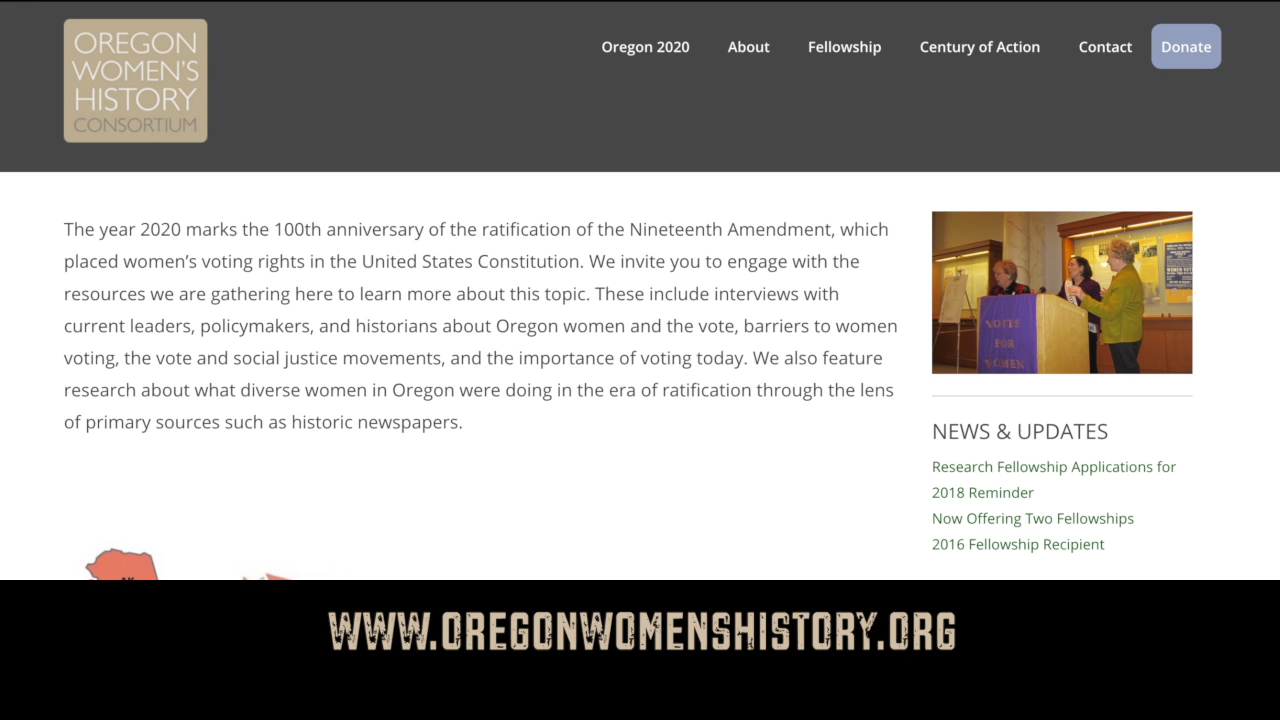 OREGON
WOMEN'S
HISTORY
CONSORTIUM
Oregon 2020
About
Fellowship
Century of Action
Contact
Donate
The year 2020 marks the 100th anniversary of the ratification of the Nineteenth Amendment, which
placed women’s voting rights in the United States Constitution. We invite you to engage with the
resources we are gathering here to learn more about this topic. These include interviews with
current leaders, policymakers, and historians about Oregon women and the vote, barriers to women
voting, the vote and social justice movements, and the importance of voting today. We also feature
research about what diverse women in Oregon were doing in the era of ratification through the lens
of primary sources such as historic newspapers.
VOTES
FOR
WOMEN
NEWS & UPDATES
Research Fellowship Applications for
2018 Reminder
Now Offering Two Fellowships
2016 Fellowship Recipient
WWW.OREGONWOMENSHISTORY.ORG